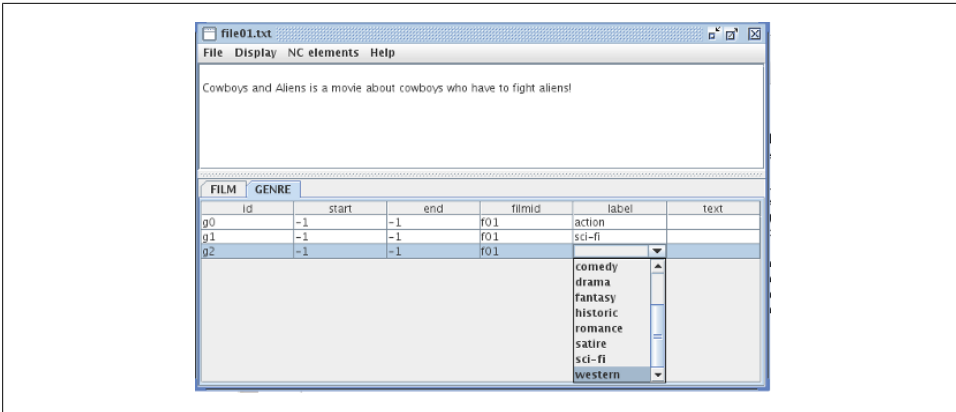 file01.txt
File Display NC elements Help
Cowboys and Aliens is a movie about cowboys who have to fight aliens!
FILM GENRE
id start end filmid label text
g0 -1 -1 f01 action
g1 -1 -1 f01 sci-fi
g2 -1 -1 f01
comedy
drama
fantasy
historic
romance
satire
sci-fi
western